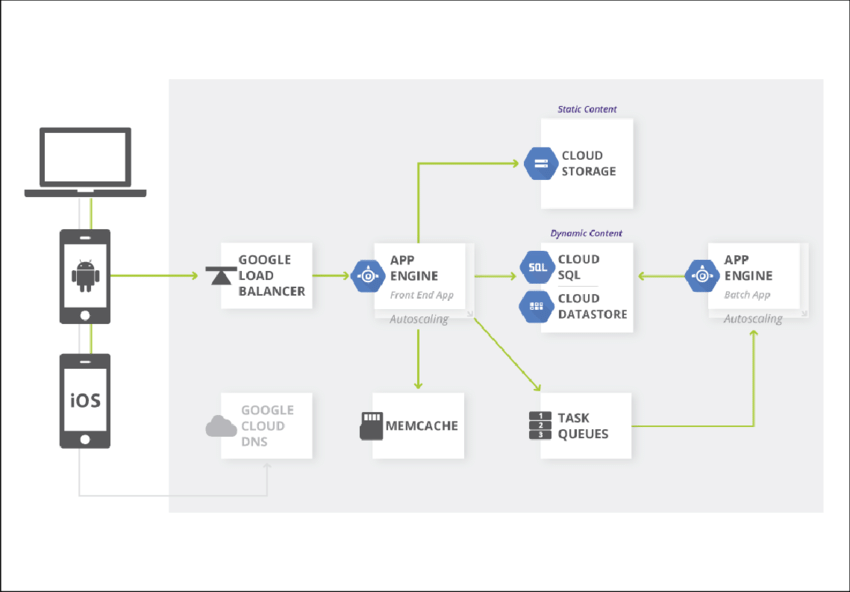 Static Content
CLOUD
STORAGE
Dynamic Content
GOOGLE
LOAD
BALANCER
APP
ENGINE
Front End App
Autoscaling
SQL
CLOUD
SQL
CLOUD
DATASTORE
APP
ENGINE
Batch App
Autoscaling
iOS
GOOGLE
CLOUD
DNS
MEMCACHE
1
2
3
TASK
QUEUES